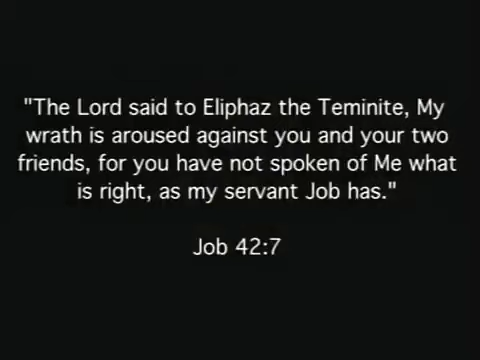 "The Lord said to Eliphaz the Teminite, My
wrath is aroused against you and your two
friends, for you have not spoken of Me what
is right, as my servant Job has."
Job 42:7